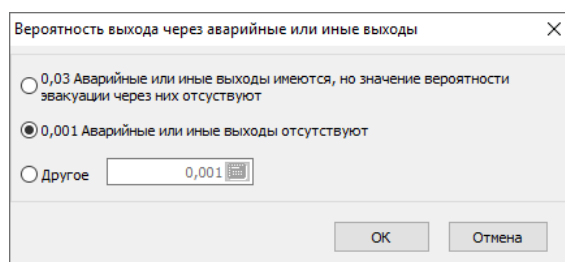 Вероятность выхода через аварийные или иные выходы
0,03 Аварийные или иные выходы имеются, но значение вероятности
эвакуации через них отсуствуют
0,001 Аварийные или иные выходы отсутствуют
Другое 0,001
OK Отмена